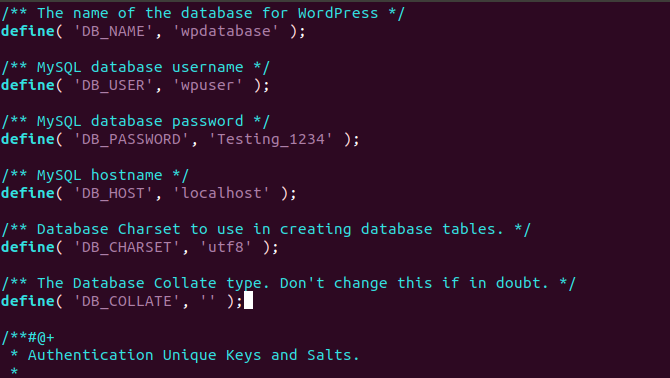 /** The name of the database for WordPress */
define( 'DB_NAME', 'wpdatabase' );
/** MySQL database username */
define( 'DB_USER', 'wpuser' );
/** MySQL database password */
define( 'DB_PASSWORD', 'Testing_1234' );
/** MySQL hostname */
define( 'DB_HOST', 'localhost' );
/** Database Charset to use in creating database tables. */
define( 'DB_CHARSET', 'utf8' );
/** The Database Collate type. Don't change this if in doubt. */
define( 'DB_COLLATE', '' );
/**#@+
 * Authentication Unique Keys and Salts.
 *